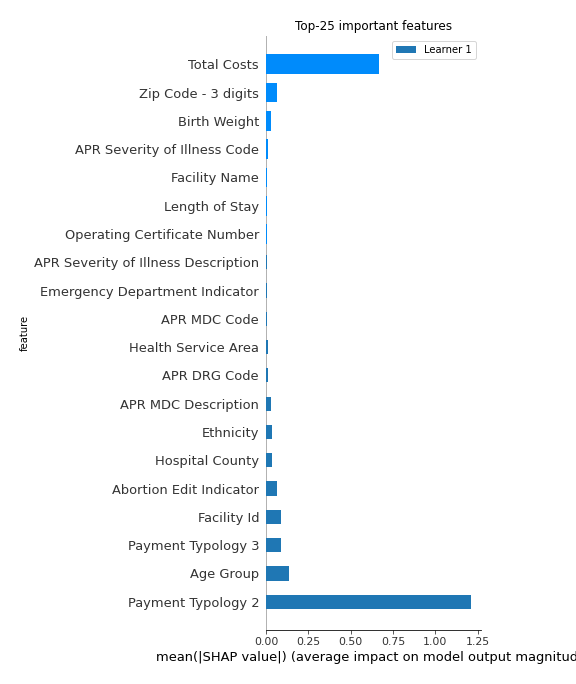 Top-25 important features
Learner 1
Total Costs
Zip Code - 3 digits
Birth Weight
APR Severity of Illness Code
Facility Name
Length of Stay
Operating Certificate Number
APR Severity of Illness Description
Emergency Department Indicator
APR MDC Code
Health Service Area
APR DRG Code
APR MDC Description
Ethnicity
Hospital County
Abortion Edit Indicator
Facility Id
Payment Typology 3
Age Group
Payment Typology 2
feature
0.00 0.25 0.50 0.75 1.00 1.25
mean(|SHAP value|) (average impact on model output magnitud